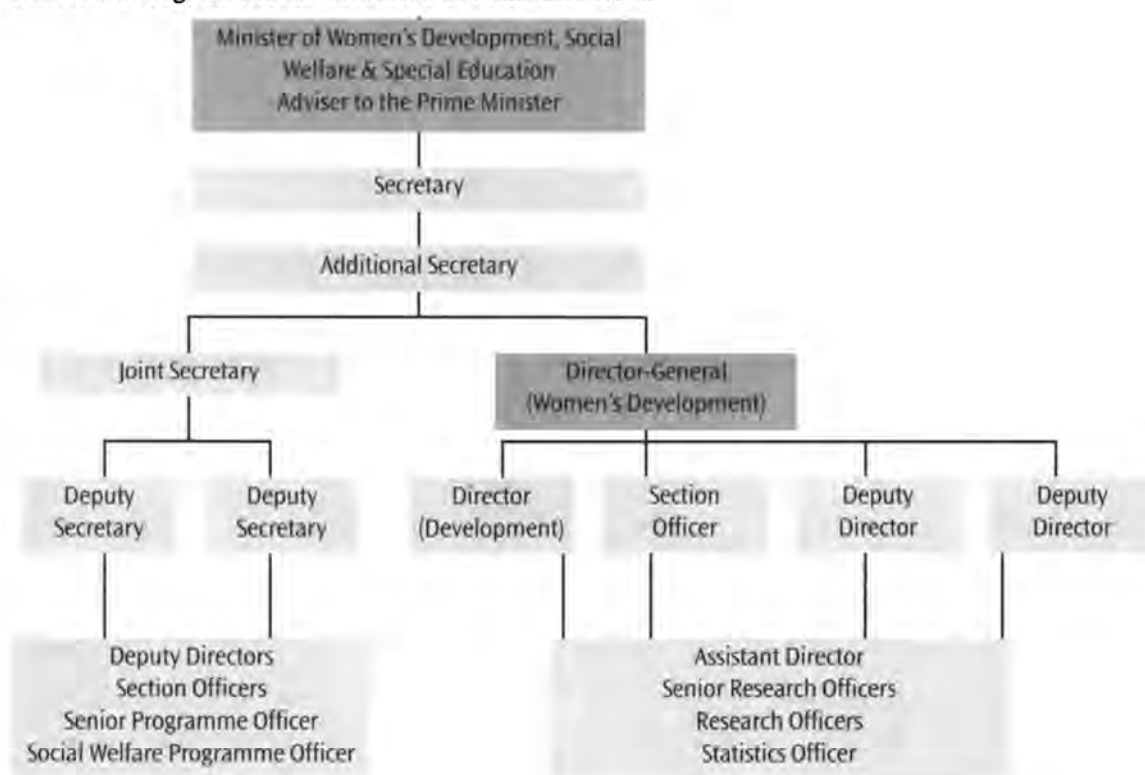 Minister of Women's Development, Social
Welfare & Special Education
Adviser to the Prime Minister
Secretary
Additional Secretary
Joint Secretary
Director-General
(Women's Development)
Deputy
Secretary
Deputy
Secretary
Director
(Development)
Section
Officer
Deputy
Director
Deputy
Director
Deputy Directors
Section Officers
Senior Programme Officer
Social Welfare Programme Officer
Assistant Director
Senior Research Officers
Research Officers
Statistics Officer